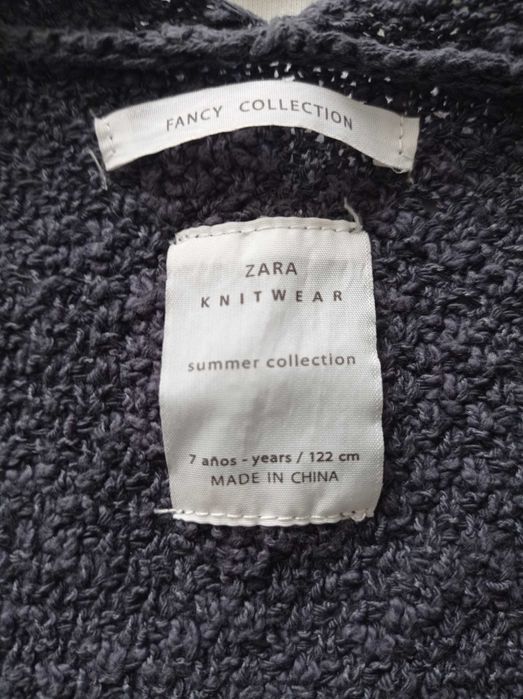 FANCY COLLECTION
ZARA
KNITWEAR
summer collection
7 años - years / 122 cm
MADE IN CHINA